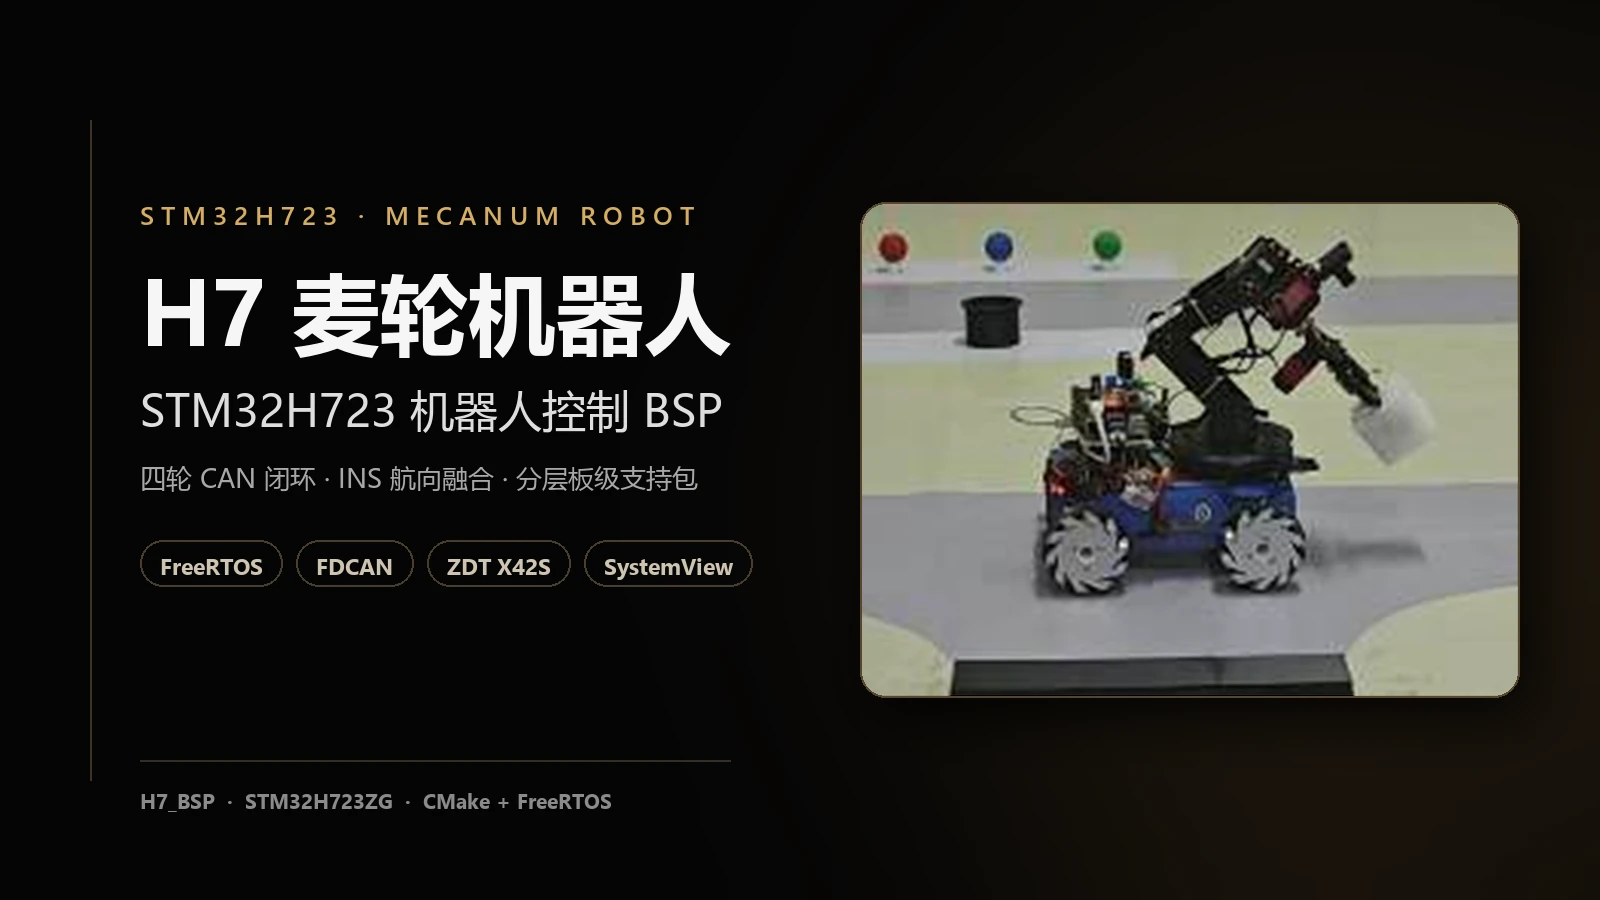 STM32H723 · MECANUM ROBOT
H7 麦轮机器人
STM32H723 机器人控制 BSP
四轮 CAN 闭环 · INS 航向融合 · 分层板级支持包
FreeRTOS FDCAN ZDT X42S SystemView
H7_BSP · STM32H723ZG · CMake + FreeRTOS